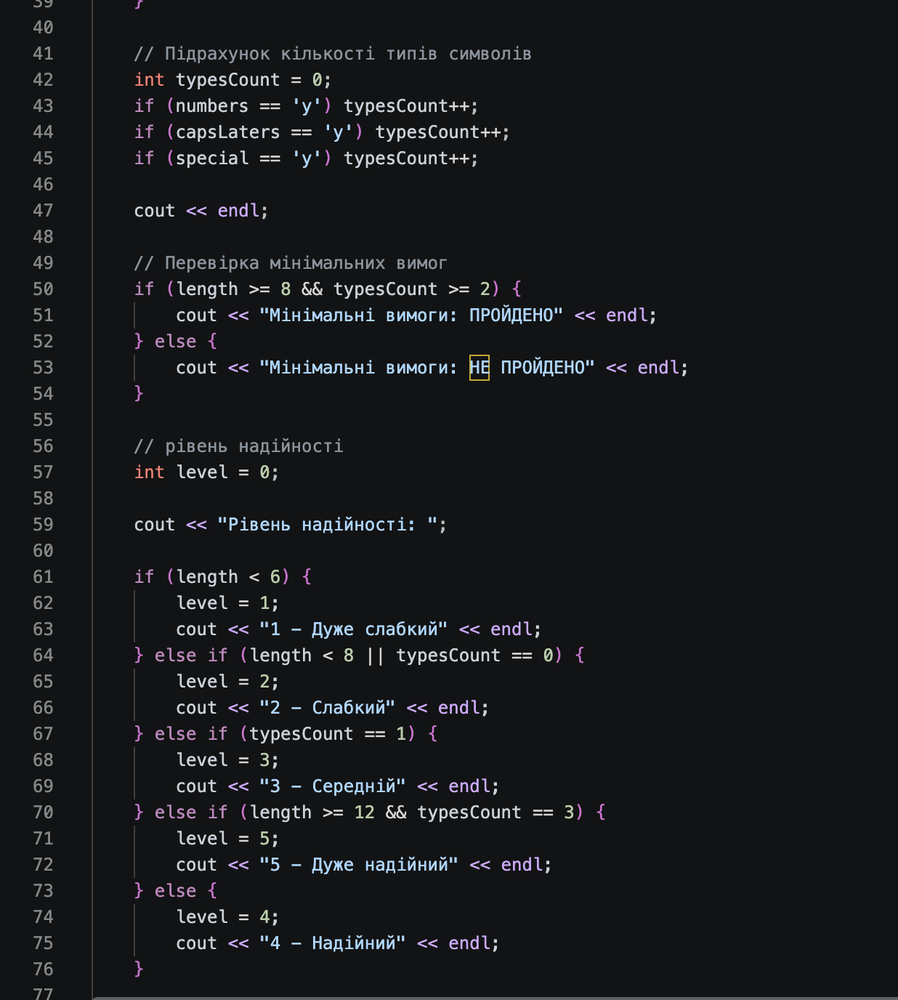 39 }
40
41 // Підрахунок кількості типів символів
42 int typesCount = 0;
43 if (numbers == 'y') typesCount++;
44 if (capsLaters == 'y') typesCount++;
45 if (special == 'y') typesCount++;
46
47 cout << endl;
48
49 // Перевірка мінімальних вимог
50 if (length >= 8 && typesCount >= 2) {
51 cout << "Мінімальні вимоги: ПРОЙДЕНО" << endl;
52 } else {
53 cout << "Мінімальні вимоги: НЕ ПРОЙДЕНО" << endl;
54 }
55
56 // рівень надійності
57 int level = 0;
58
59 cout << "Рівень надійності: ";
60
61 if (length < 6) {
62 level = 1;
63 cout << "1 – Дуже слабкий" << endl;
64 } else if (length < 8 || typesCount == 0) {
65 level = 2;
66 cout << "2 – Слабкий" << endl;
67 } else if (typesCount == 1) {
68 level = 3;
69 cout << "3 – Середній" << endl;
70 } else if (length >= 12 && typesCount == 3) {
71 level = 5;
72 cout << "5 – Дуже надійний" << endl;
73 } else {
74 level = 4;
75 cout << "4 – Надійний" << endl;
76 }
77